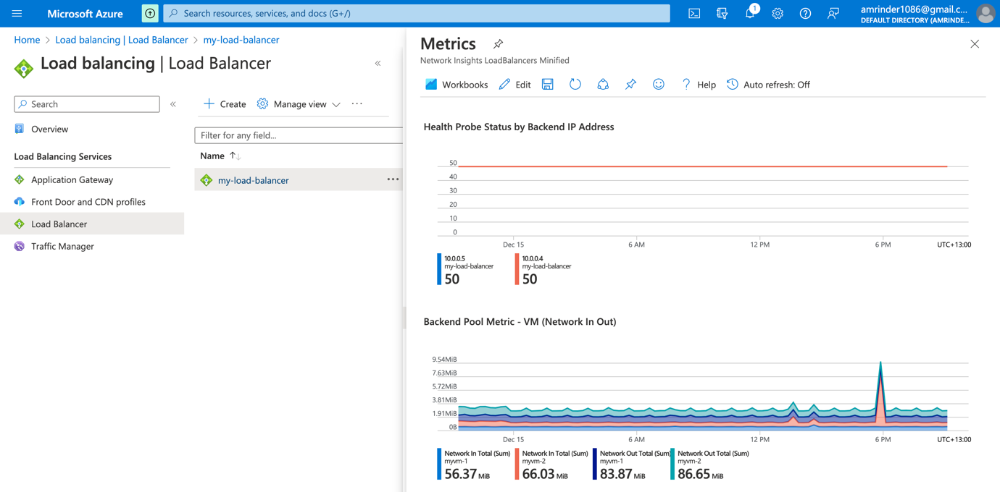 Microsoft Azure
Search resources, services, and docs (G+/)
1
amrinder1086@gmail.c...
DEFAULT DIRECTORY (AMRINDE...
Home > Load balancing | Load Balancer > my-load-balancer
Load balancing | Load Balancer
«
Search
«
Overview
Load Balancing Services
Application Gateway
Front Door and CDN profiles
Load Balancer
Traffic Manager
Create
Manage view
...
Filter for any field...
Name
my-load-balancer
...
Metrics
Network Insights LoadBalancers Minified
Workbooks
Edit
Help
Auto refresh: Off
Health Probe Status by Backend IP Address
50
40
30
20
10
0
Dec 15 6 AM 12 PM 6 PM UTC+13:00
10.0.0.5
my-load-balancer
50
10.0.0.4
my-load-balancer
50
Backend Pool Metric - VM (Network In Out)
9.54MiB
7.63MiB
5.72MiB
3.81MiB
1.91MiB
0B
Dec 15 6 AM 12 PM 6 PM UTC+13:00
Network In Total (Sum)
myvm-1
56.37 MiB
Network In Total (Sum)
myvm-2
66.03 MiB
Network Out Total (Sum)
myvm-1
83.87 MiB
Network Out Total (Sum)
myvm-2
86.65 MiB